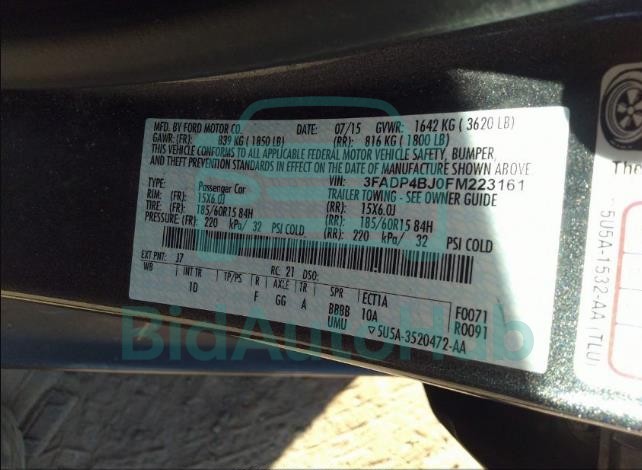 MFD. BY FORD MOTOR CO. DATE: 07/15 GVWR: 1642 KG ( 3620 LB)
GAWR: (FR): 839 KG ( 1850 LB) (RR): 816 KG ( 1800 LB)
THIS VEHICLE CONFORMS TO ALL APPLICABLE FEDERAL MOTOR VEHICLE SAFETY, BUMPER,
AND THEFT PREVENTION STANDARDS IN EFFECT ON THE DATE OF MANUFACTURE SHOWN ABOVE.
VIN: 3FADP4BJ0FM223161
TYPE: Passenger Car TRAILER TOWING - SEE OWNER GUIDE
RIM: (FR): 15X6.0J (RR): 15X6.0J
TIRE: (FR): 185/60R15 84H (RR): 185/60R15 84H
PRESSURE: (FR): 220 kPa/ 32 PSI COLD (RR): 220 kPa/ 32 PSI COLD
EXT PNT: J7 RC: 21 DSO:
WB INT TR TP/PS R AXLE TR SPR ECT1A F0071
1D F GG A BBBB 10A R0091
UMU ▽5U5A-3520472-AA
The
5U5A-1532-AA (TLU)
BidAutoHub